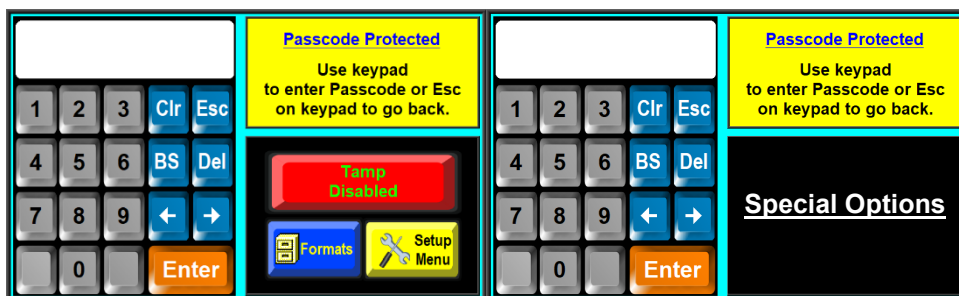 Passcode Protected
Use keypad
to enter Passcode or Esc
on keypad to go back.
1 2 3 Clr Esc
4 5 6 BS Del
7 8 9 ← →
0 Enter
Tamp
Disabled
Formats
Setup
Menu
Passcode Protected
Use keypad
to enter Passcode or Esc
on keypad to go back.
1 2 3 Clr Esc
4 5 6 BS Del
7 8 9 ← →
0 Enter
Special Options